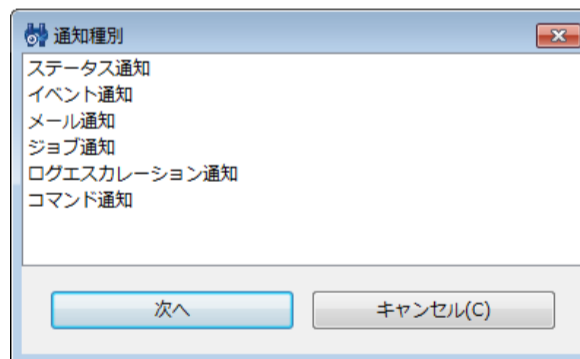 通知種別
ステータス通知
イベント通知
メール通知
ジョブ通知
ログエスカレーション通知
コマンド通知
次へ
キャンセル(C)